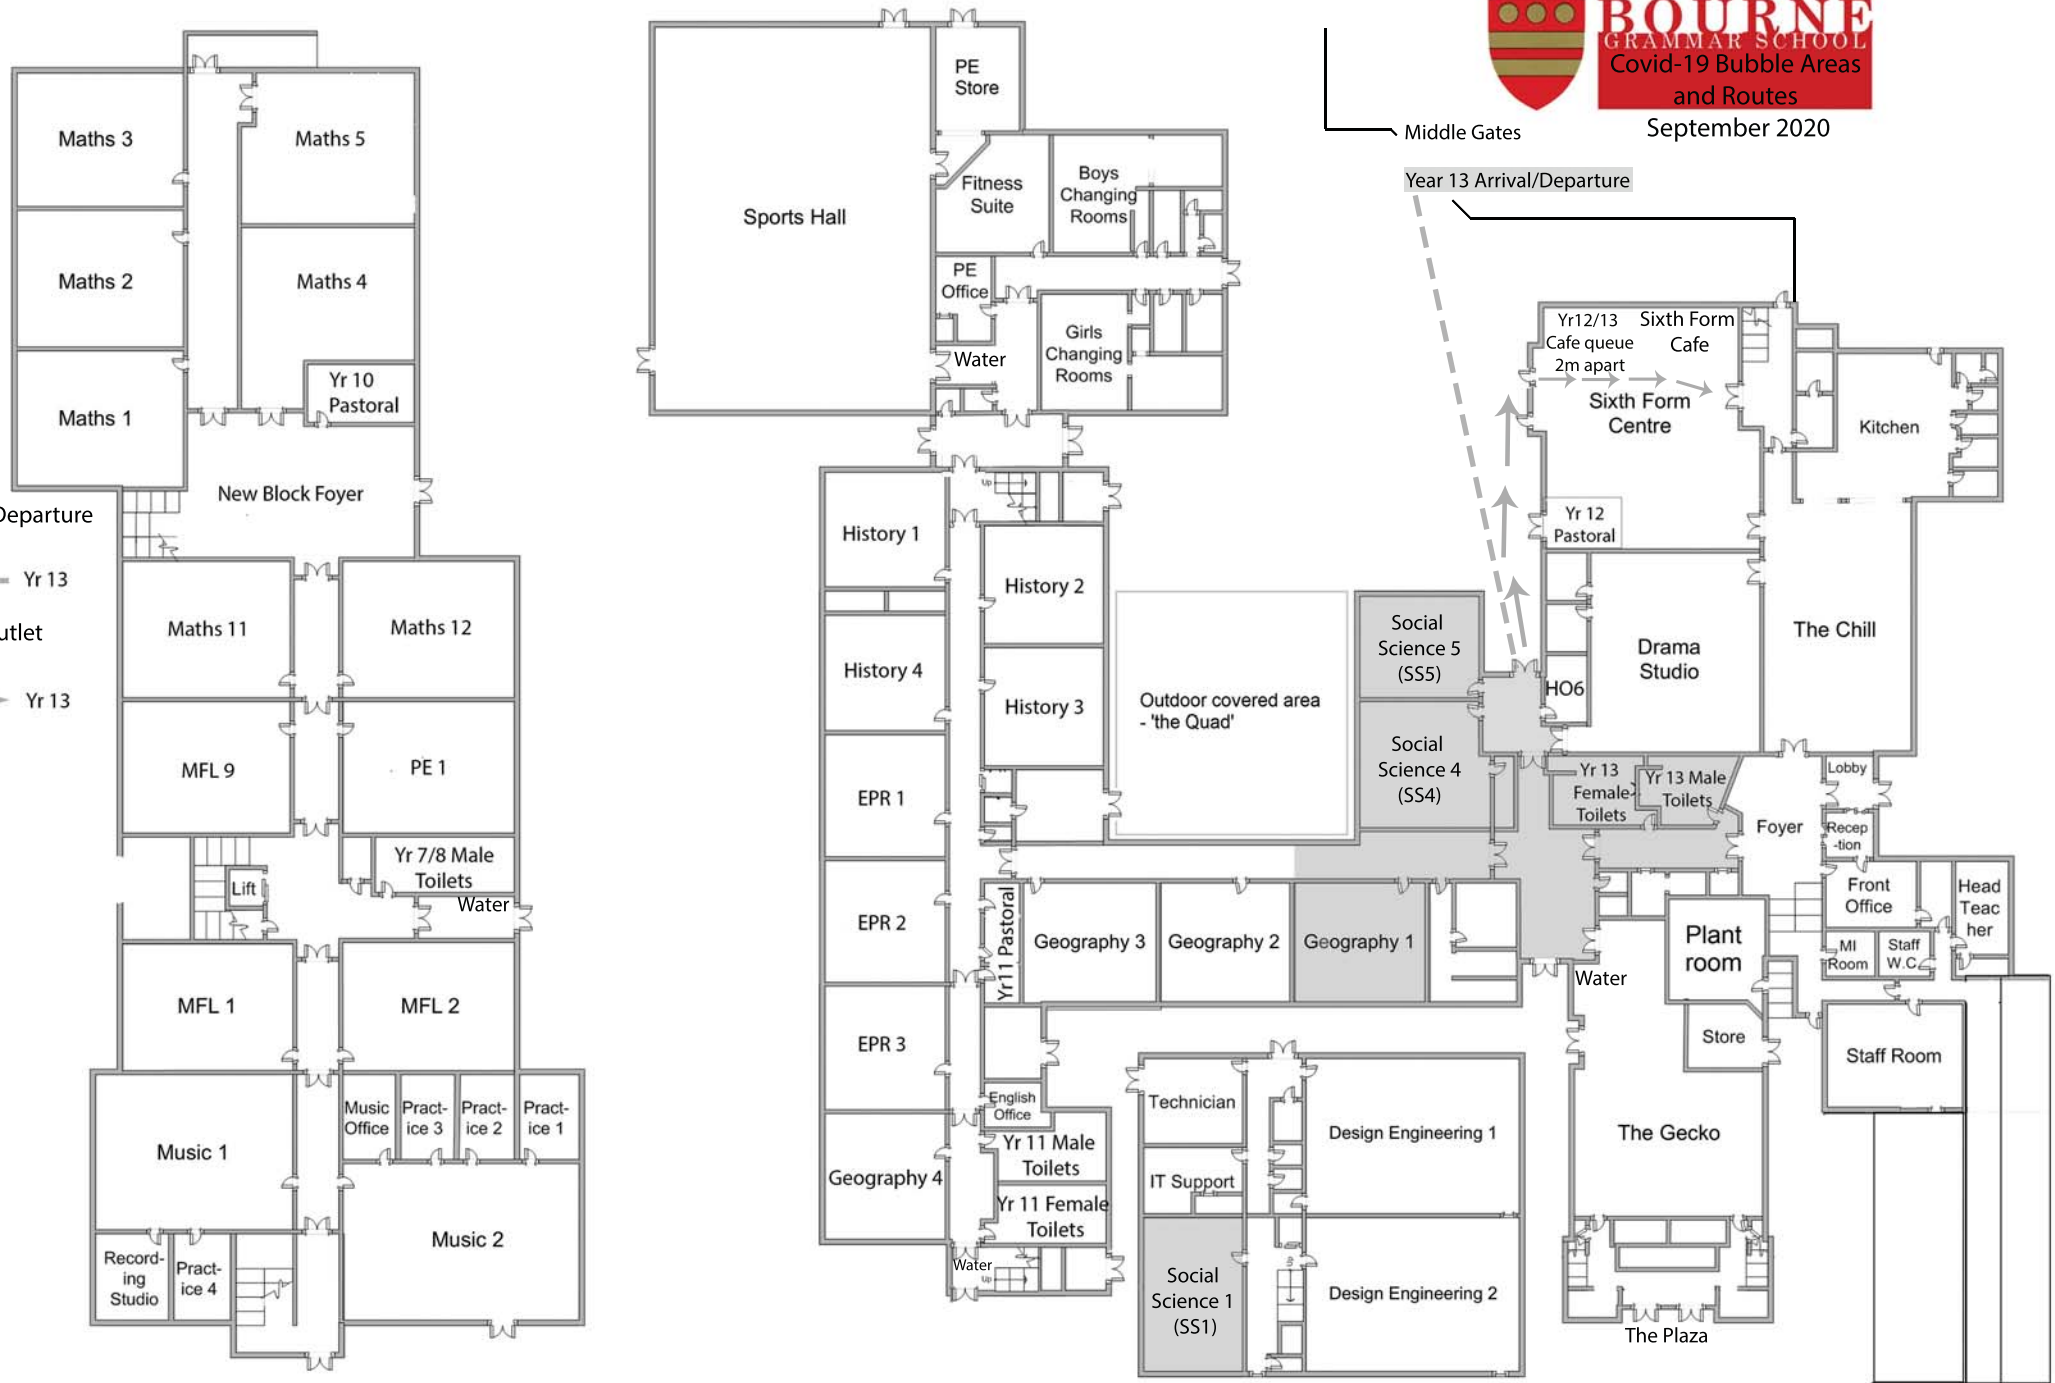 BOURNE
GRAMMAR SCHOOL
Covid-19 Bubble Areas
and Routes
September 2020
Middle Gates
Year 13 Arrival/Departure
Maths 3
Maths 5
Maths 2
Maths 4
Maths 1
Yr 10
Pastoral
New Block Foyer
Departure
Yr 13
utlet
Yr 13
Maths 11
Maths 12
MFL 9
PE 1
Yr 7/8 Male
Toilets
Lift
Water
MFL 1
MFL 2
Music 1
Music
Office
Pract-
ice 3
Pract-
ice 2
Pract-
ice 1
Music 2
Record-
ing
Studio
Pract-
ice 4
Sports Hall
PE
Store
Fitness
Suite
Boys
Changing
Rooms
PE
Office
Water
Girls
Changing
Rooms
Up
History 1
History 2
History 4
History 3
EPR 1
EPR 2
EPR 3
Geography 4
Yr11 Pastoral
Geography 3
Geography 2
Geography 1
English
Office
Yr 11 Male
Toilets
Yr 11 Female
Toilets
Water
Up
Outdoor covered area
- 'the Quad'
Social
Science 5
(SS5)
Social
Science 4
(SS4)
Technician
IT Support
Social
Science 1
(SS1)
Up
Design Engineering 1
Design Engineering 2
Yr12/13
Cafe queue
2m apart
Sixth Form
Cafe
Sixth Form
Centre
Kitchen
Yr 12
Pastoral
HO6
Drama
Studio
The Chill
Yr 13
Female
Toilets
Yr 13 Male
Toilets
Lobby
Foyer
Recep
-tion
Front
Office
Head
Teac
her
MI
Room
Staff
W.C.
Plant
room
Water
Store
Staff Room
The Gecko
The Plaza